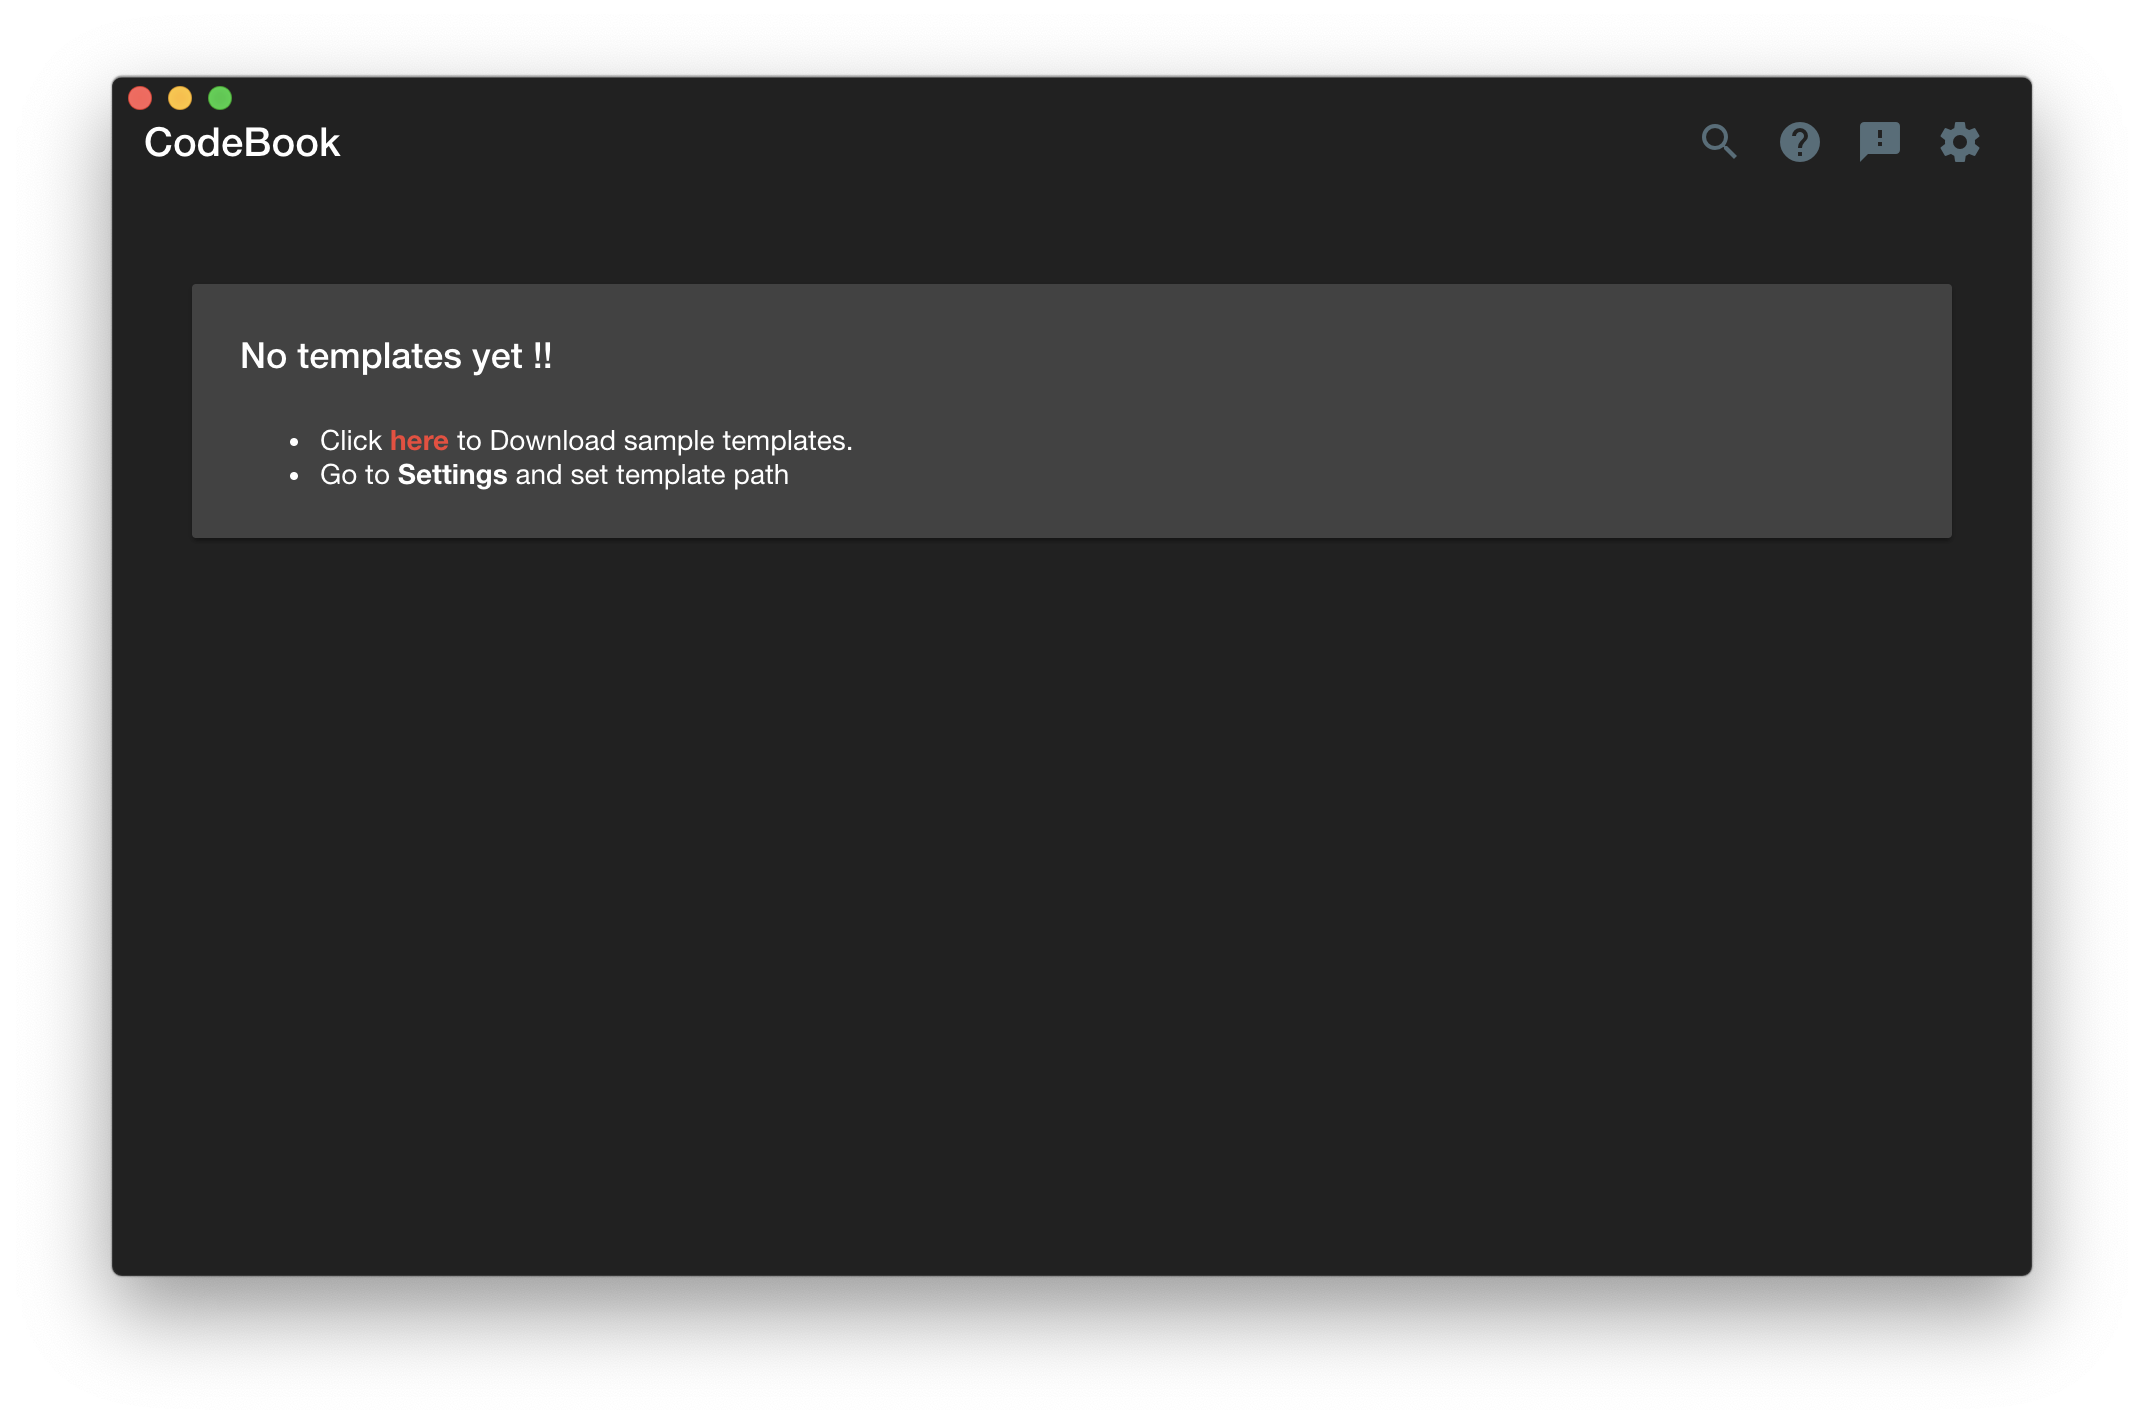 CodeBook
No templates yet !!
Click here to Download sample templates.
Go to Settings and set template path